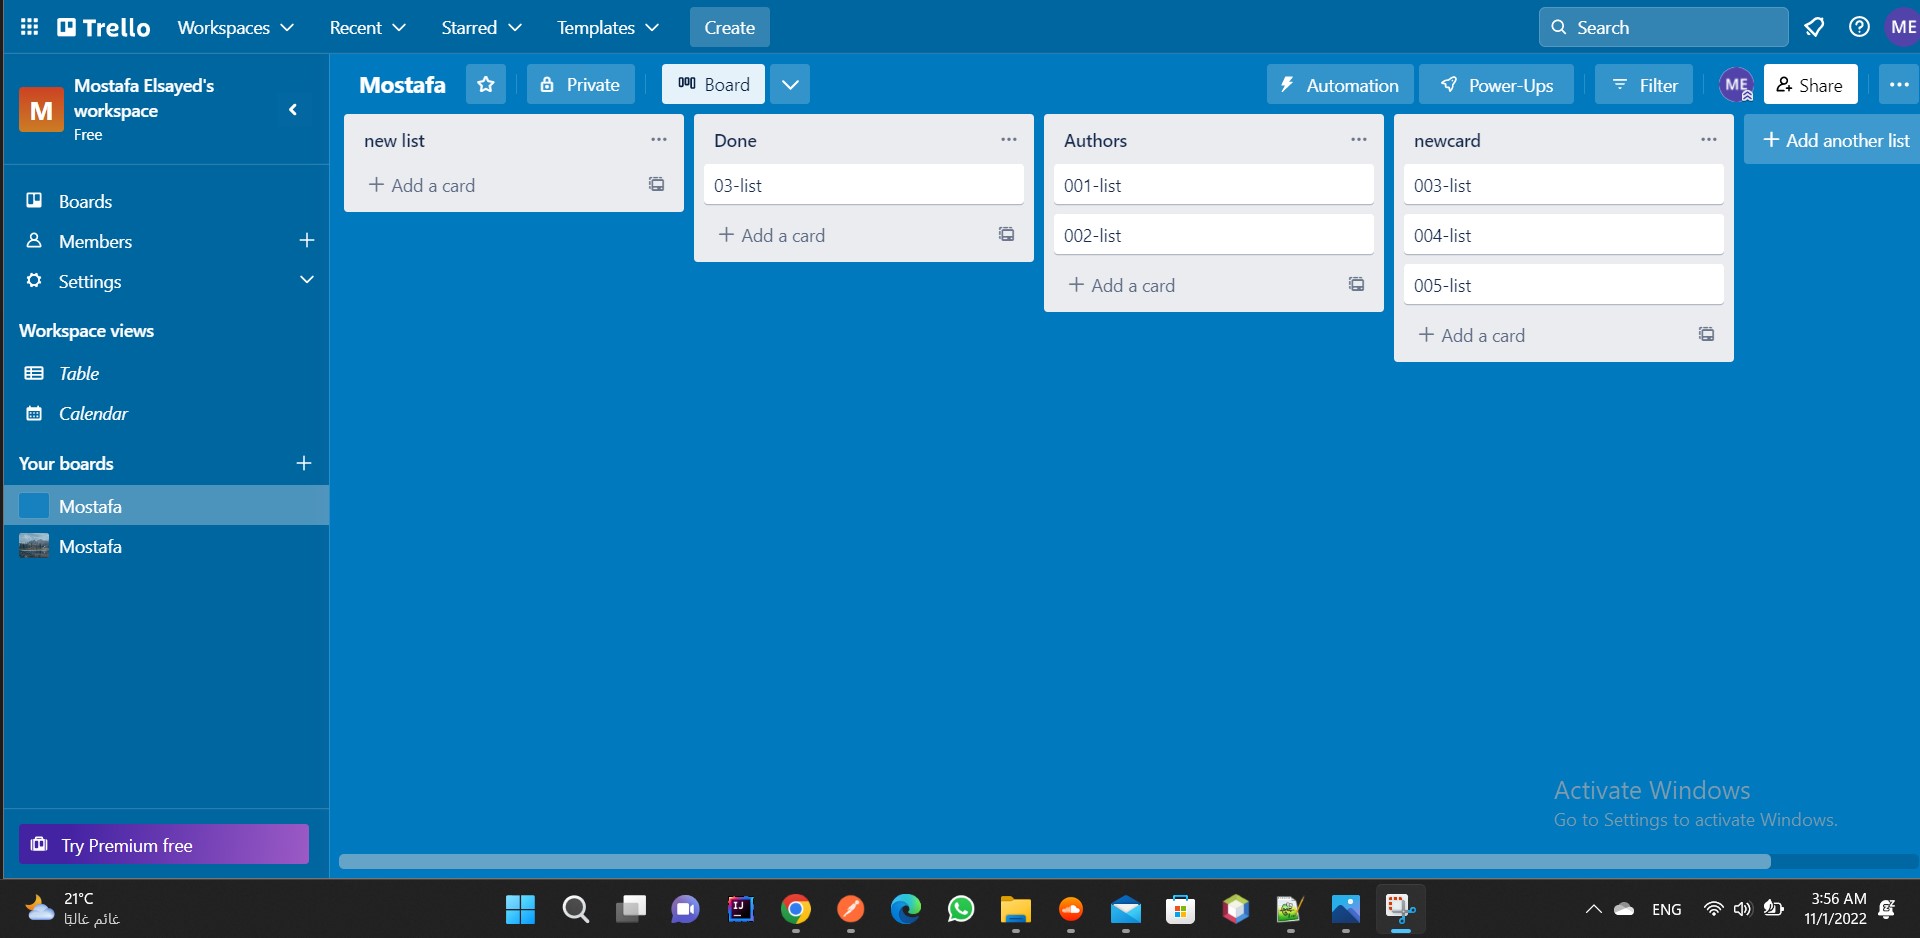 Trello
Workspaces
Recent
Starred
Templates
Create
Search
ME
M
Mostafa Elsayed's
workspace
Free
Mostafa
Private
Board
Automation
Power-Ups
Filter
ME
Share
Boards
Members
Settings
Workspace views
Table
Calendar
Your boards
Mostafa
Mostafa
Try Premium free
new list
Add a card
Done
03-list
Add a card
Authors
001-list
002-list
Add a card
newcard
003-list
004-list
005-list
Add a card
Add another list
Activate Windows
Go to Settings to activate Windows.
21°C
غائم غالبًا
ENG
3:56 AM
11/1/2022